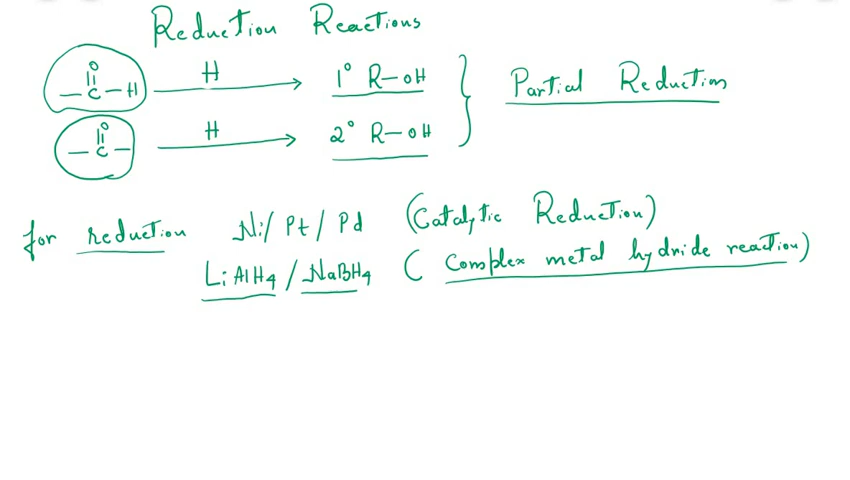 Reduction Reactions
O
|| H
— C — H ⟶ 1° R—OH } Partial Reduction
O
|| H
— C — ⟶ 2° R—OH
for reduction Ni/ Pt / Pd (Catalytic Reduction)
LiAlH4 / NaBH4 ( Complex metal hydride reaction)